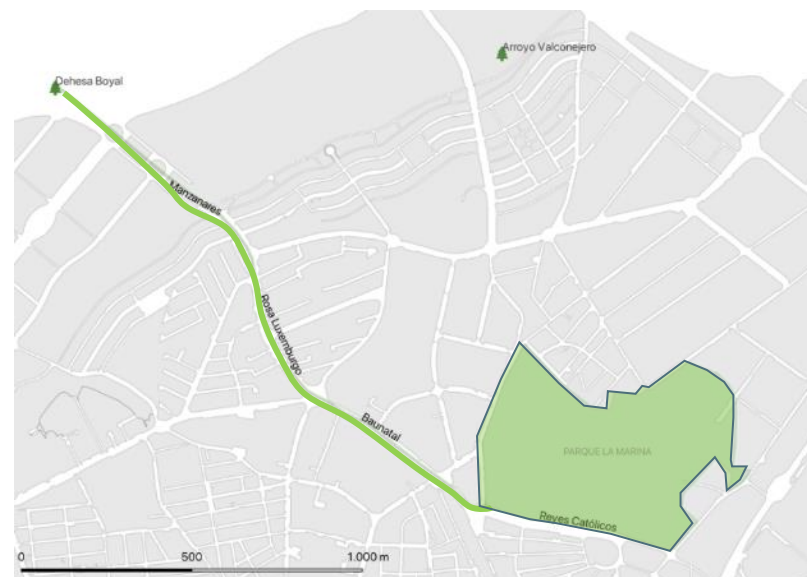 Arroyo Valconejero
Dehesa Boyal
Manzanares
Rosa Luxemburgo
Baunatal
PARQUE LA MARINA
Reyes Católicos
0 500 1.000 m